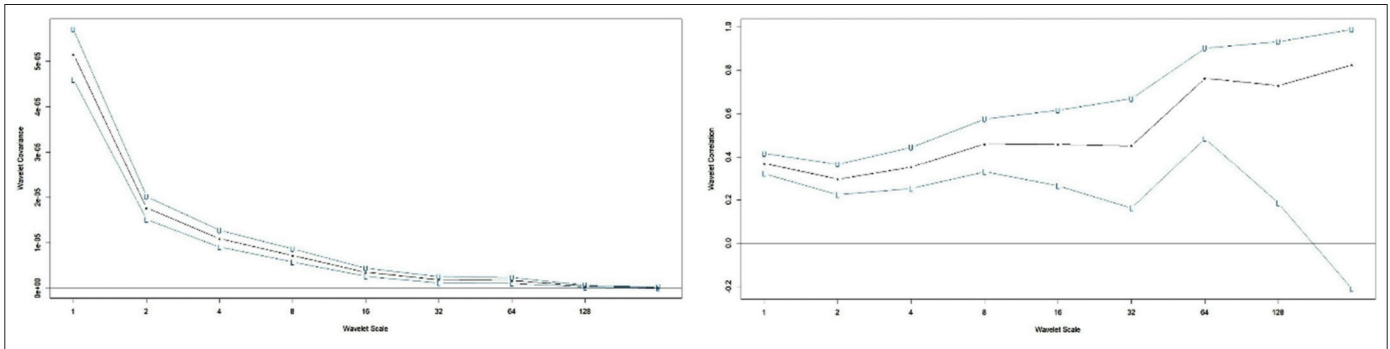 5e-05
4e-05
3e-05
2e-05
1e-05
0e+00
Wavelet Covariance
U U U U U U U U U
L L L L L L L L L
1 2 4 8 16 32 64 128
Wavelet Scale
1.0
0.8
0.6
0.4
0.2
0.0
-0.2
Wavelet Correlation
U U U U U U U U U
L L L L L L L L L
1 2 4 8 16 32 64 128
Wavelet Scale